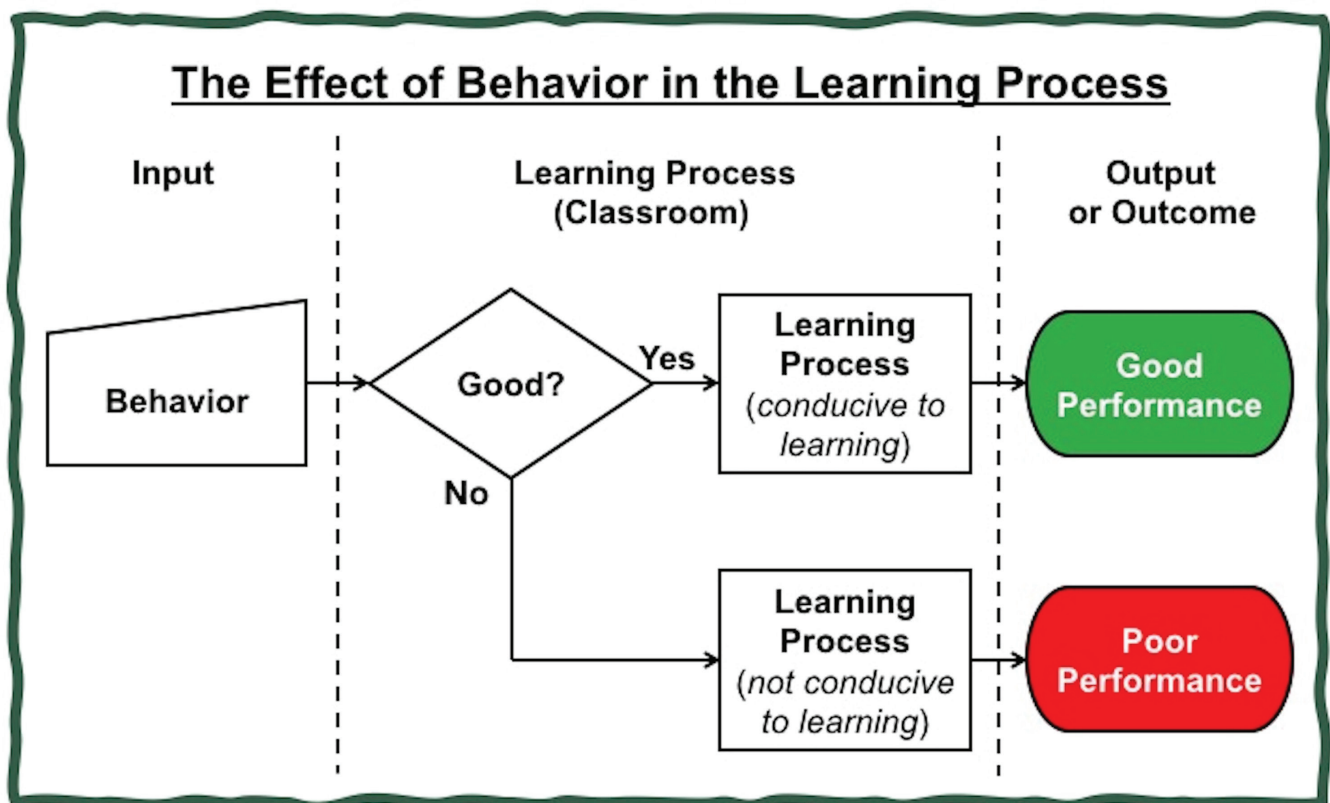 The Effect of Behavior in the Learning Process
Input
Learning Process
(Classroom)
Output
or Outcome
Behavior
Good?
Yes
No
Learning
Process
(conducive to
learning)
Good
Performance
Learning
Process
(not conducive
to learning)
Poor
Performance